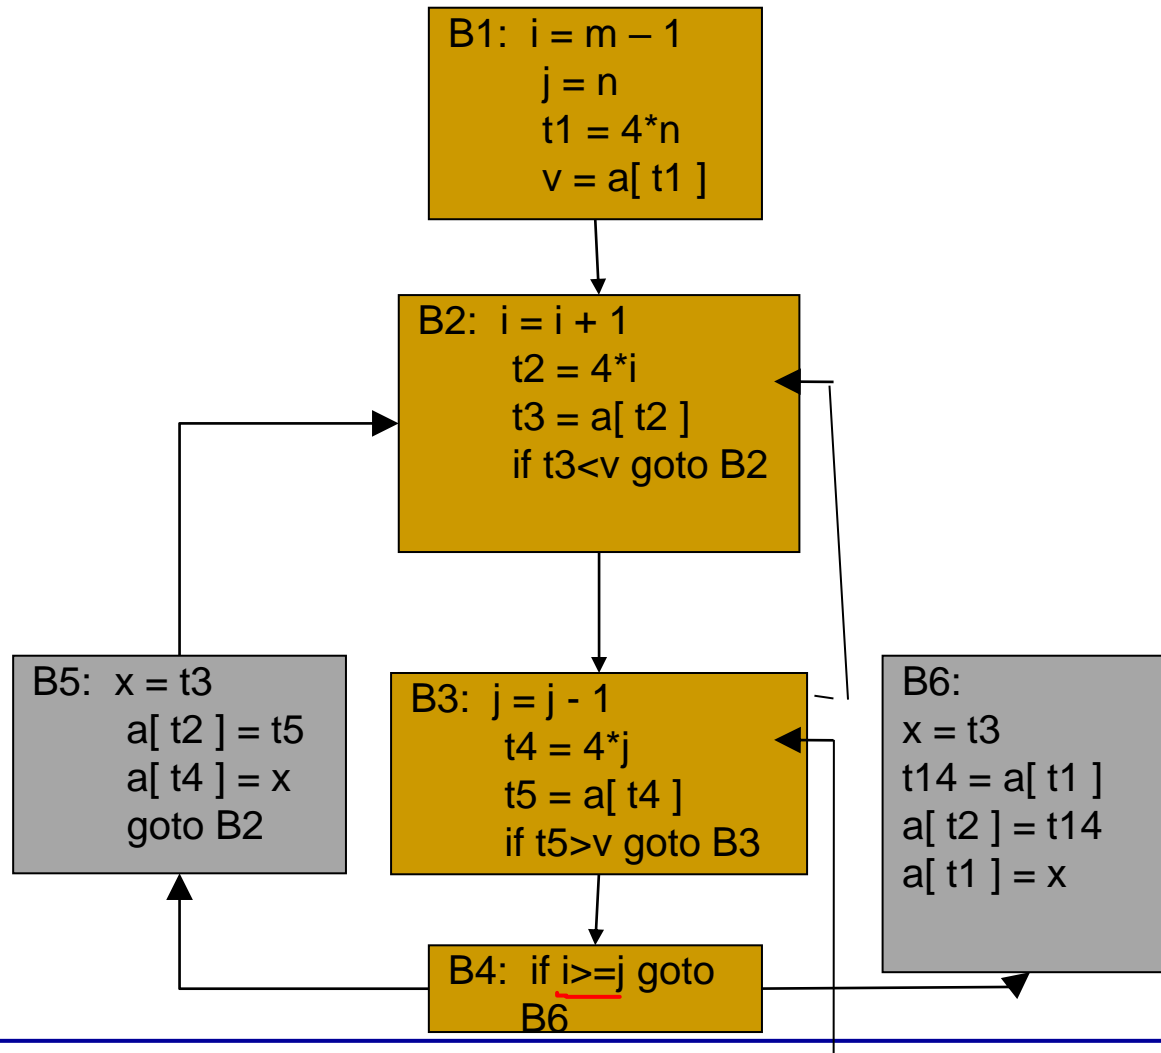 B1: i = m – 1
j = n
t1 = 4*n
v = a[ t1 ]
B2: i = i + 1
t2 = 4*i
t3 = a[ t2 ]
if t3<v goto B2
B5: x = t3
a[ t2 ] = t5
a[ t4 ] = x
goto B2
B3: j = j - 1
t4 = 4*j
t5 = a[ t4 ]
if t5>v goto B3
B6:
x = t3
t14 = a[ t1 ]
a[ t2 ] = t14
a[ t1 ] = x
B4: if i>=j goto
B6